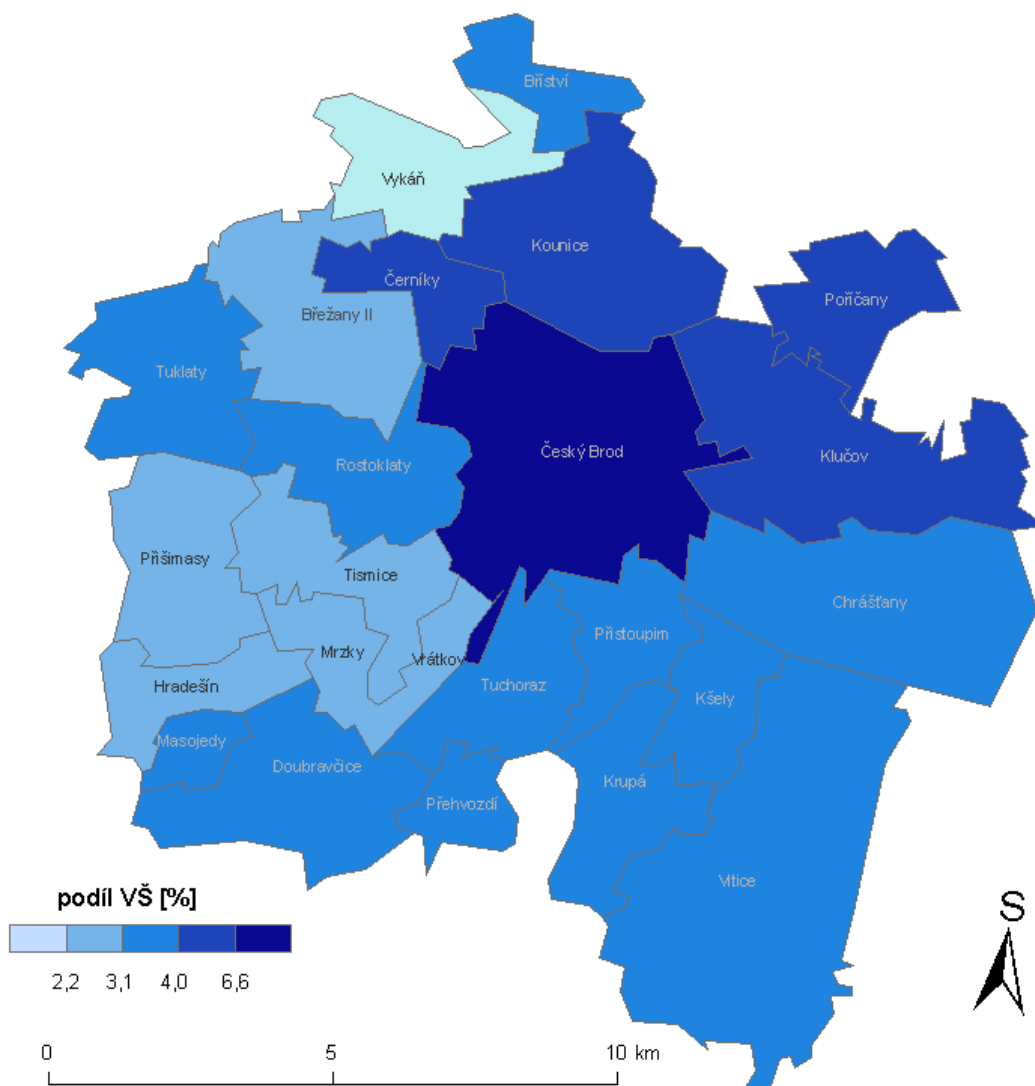 Bříství
Vykáň
Kounice
Černíky
Poříčany
Břežany II
Tuklaty
Český Brod
Klučov
Rostoklaty
Přišimasy
Tismice
Chrášťany
Přistoupim
Mrzky
Vrátkov
Hradešín
Tuchoraz
Kšely
Masojedy
Doubravčice
Krupá
Přehvozdí
Vitice
podíl VŠ [%]
2,2 3,1 4,0 6,6
S
0 5 10 km